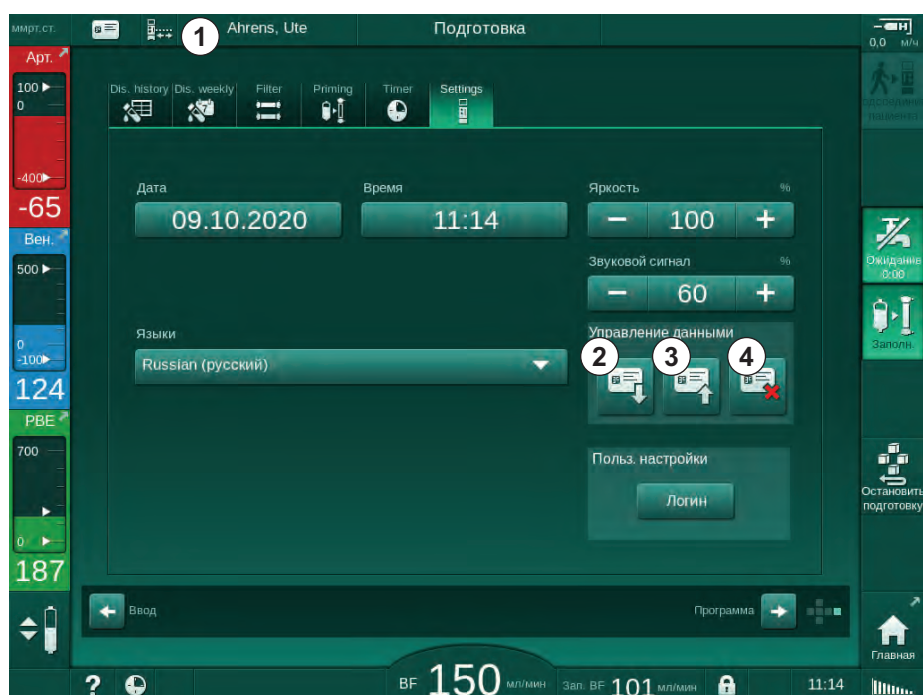 ммрт.ст.
1
Ahrens, Ute
Подготовка
0,0 м/ч
Арт.
100
0
-400
-65
Вен.
500
0
-100
124
PBE
700
0
187
Dis. history
Dis. weekly
Filter
Priming
Timer
Settings
Дата
Время
Яркость %
09.10.2020
11:14
− 100 +
Звуковой сигнал %
− 60 +
Языки
Управление данными
Russian (русский)
2 3 4
Польз. настройки
Логин
Ожидание
0:00
Заполн.
Остановить
подготовку
Ввод
Программа
Главная
?
BF 150 мл/мин
Зап. BF 101 мл/мин
11:14